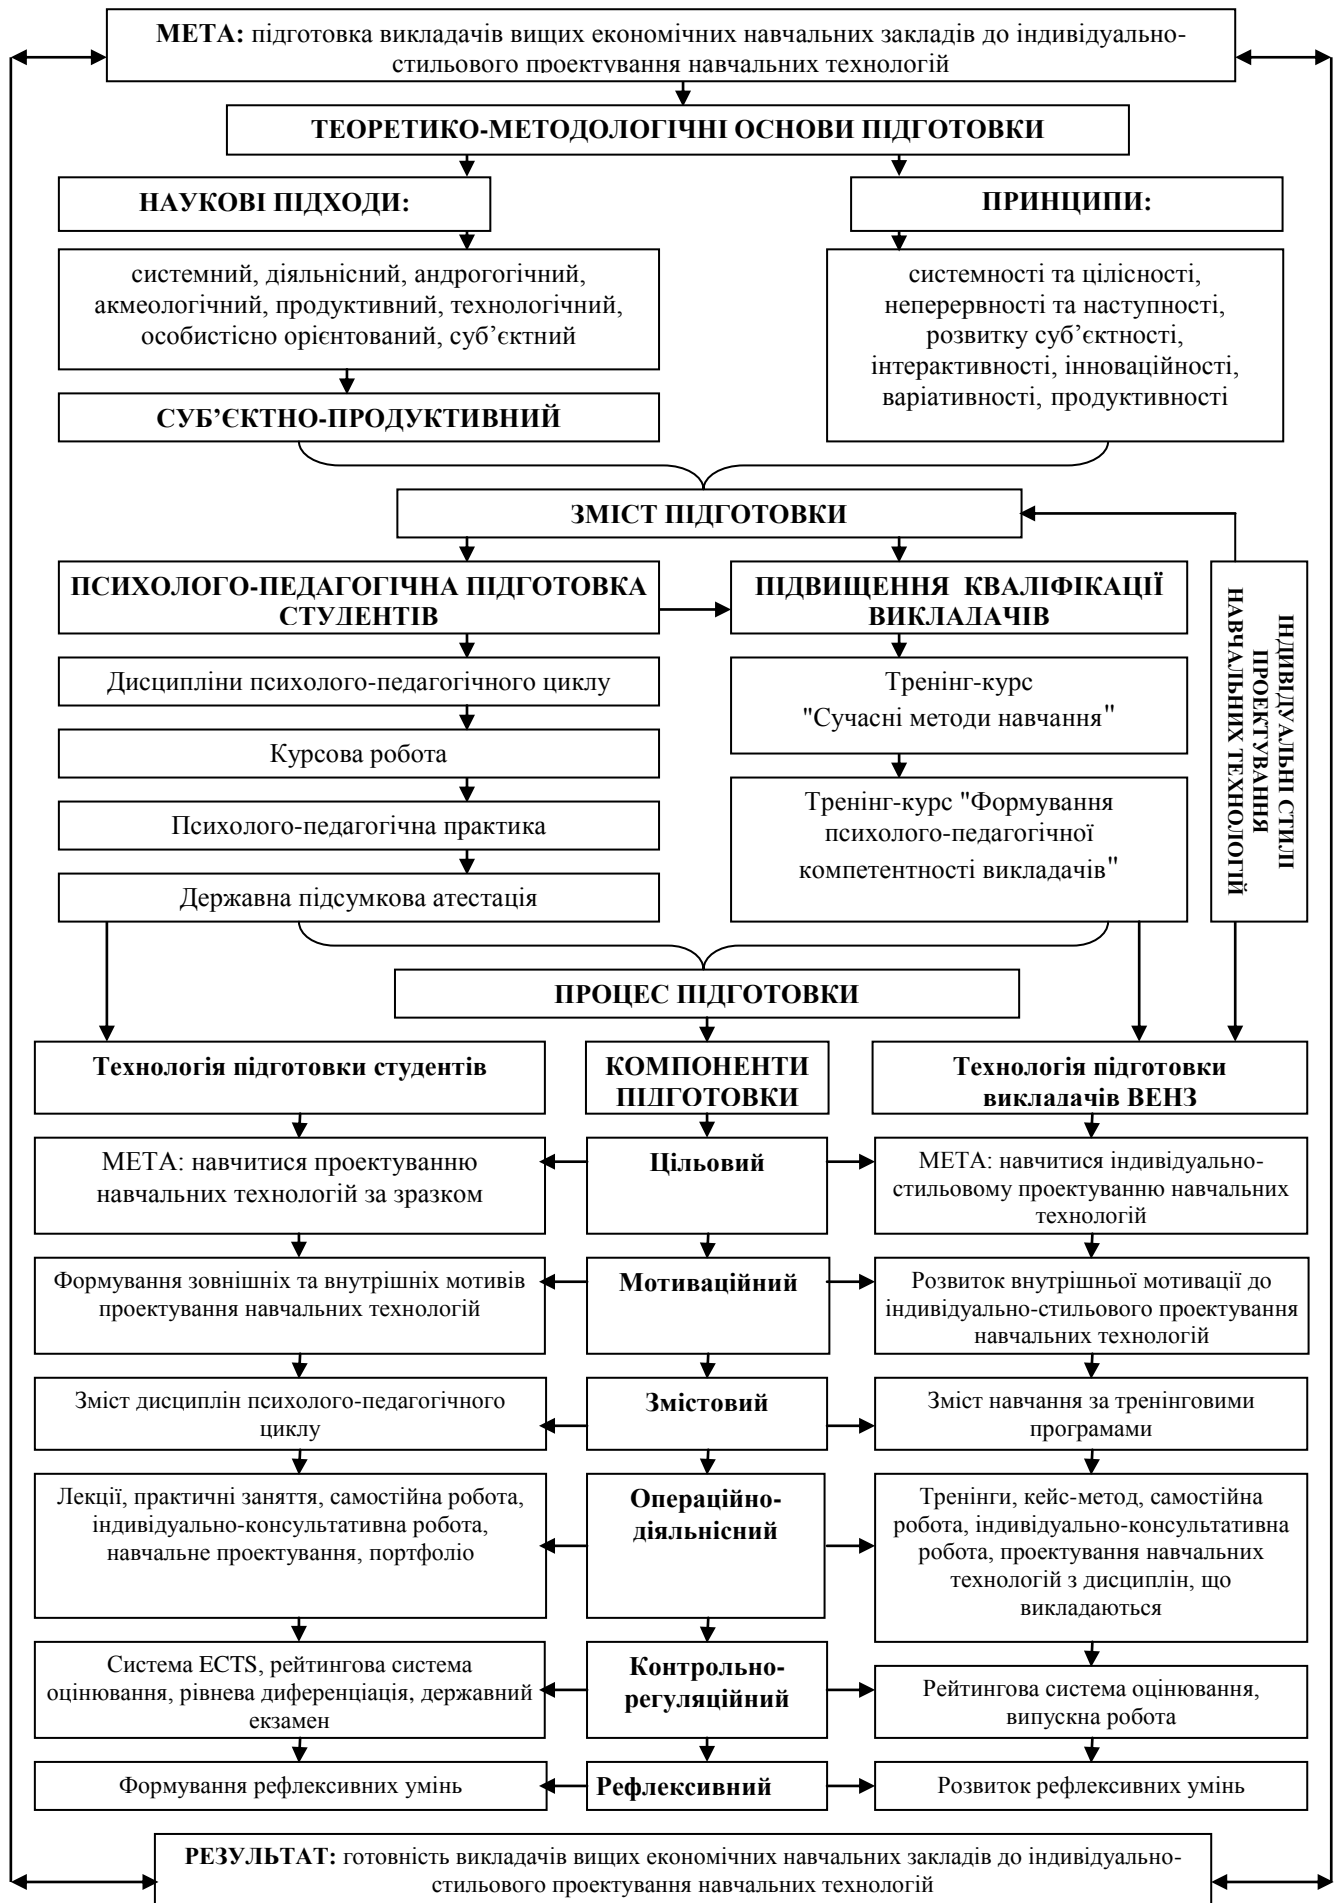 МЕТА: підготовка викладачів вищих економічних навчальних закладів до індивідуально-
стильового проектування навчальних технологій
ТЕОРЕТИКО-МЕТОДОЛОГІЧНІ ОСНОВИ ПІДГОТОВКИ
НАУКОВІ ПІДХОДИ:
системний, діяльнісний, андрогогічний,
акмеологічний, продуктивний, технологічний,
особистісно орієнтований, суб’єктний
СУБ’ЄКТНО-ПРОДУКТИВНИЙ
ПРИНЦИПИ:
системності та цілісності,
неперервності та наступності,
розвитку суб’єктності,
інтерактивності, інноваційності,
варіативності, продуктивності
ЗМІСТ ПІДГОТОВКИ
ПСИХОЛОГО-ПЕДАГОГІЧНА ПІДГОТОВКА
СТУДЕНТІВ
Дисципліни психолого-педагогічного циклу
Курсова робота
Психолого-педагогічна практика
Державна підсумкова атестація
ПІДВИЩЕННЯ КВАЛІФІКАЦІЇ
ВИКЛАДАЧІВ
Тренінг-курс
"Сучасні методи навчання"
Тренінг-курс "Формування
психолого-педагогічної
компетентності викладачів"
ІНДИВІДУАЛЬНІ СТИЛІ
ПРОЕКТУВАННЯ
НАВЧАЛЬНИХ ТЕХНОЛОГІЙ
ПРОЦЕС ПІДГОТОВКИ
Технологія підготовки студентів
КОМПОНЕНТИ
ПІДГОТОВКИ
Технологія підготовки
викладачів ВЕНЗ
МЕТА: навчитися проектуванню
навчальних технологій за зразком
Цільовий
МЕТА: навчитися індивідуально-
стильовому проектуванню навчальних
технологій
Формування зовнішніх та внутрішніх мотивів
проектування навчальних технологій
Мотиваційний
Розвиток внутрішньої мотивації до
індивідуально-стильового проектування
навчальних технологій
Зміст дисциплін психолого-педагогічного
циклу
Змістовий
Зміст навчання за тренінговими
програмами
Лекції, практичні заняття, самостійна робота,
індивідуально-консультативна робота,
навчальне проектування, портфоліо
Операційно-
діяльнісний
Тренінги, кейс-метод, самостійна
робота, індивідуально-консультативна
робота, проектування навчальних
технологій з дисциплін, що
викладаються
Система ECTS, рейтингова система
оцінювання, рівнева диференціація, державний
екзамен
Контрольно-
регуляційний
Рейтингова система оцінювання,
випускна робота
Формування рефлексивних умінь
Рефлексивний
Розвиток рефлексивних умінь
РЕЗУЛЬТАТ: готовність викладачів вищих економічних навчальних закладів до індивідуально-
стильового проектування навчальних технологій